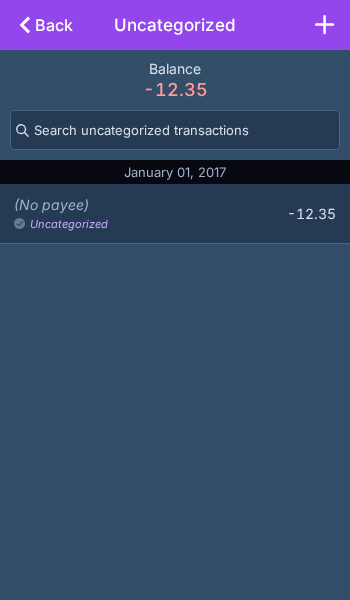 Back
Uncategorized
Balance
-12.35
Search uncategorized transactions
January 01, 2017
(No payee)
-12.35
Uncategorized